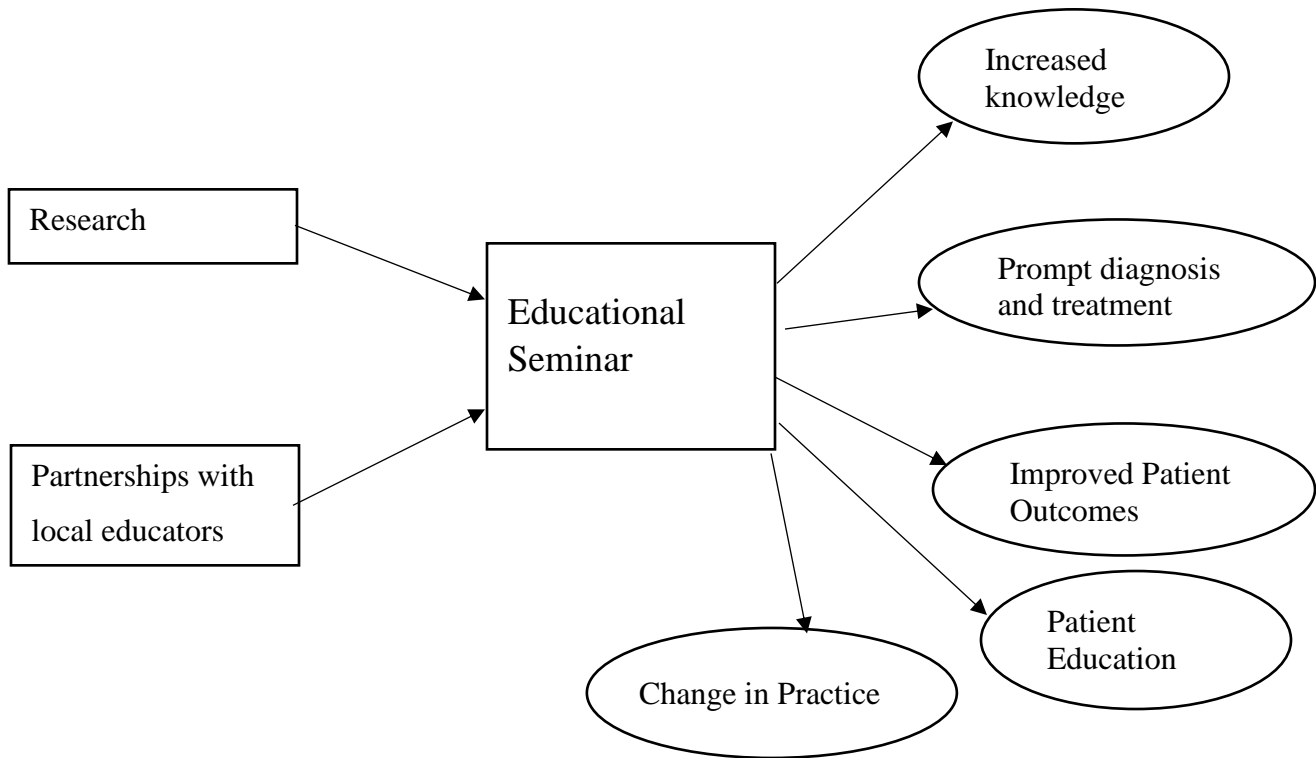 Increased
knowledge
Research
Prompt diagnosis
and treatment
Educational
Seminar
Partnerships with
local educators
Improved Patient
Outcomes
Patient
Education
Change in Practice